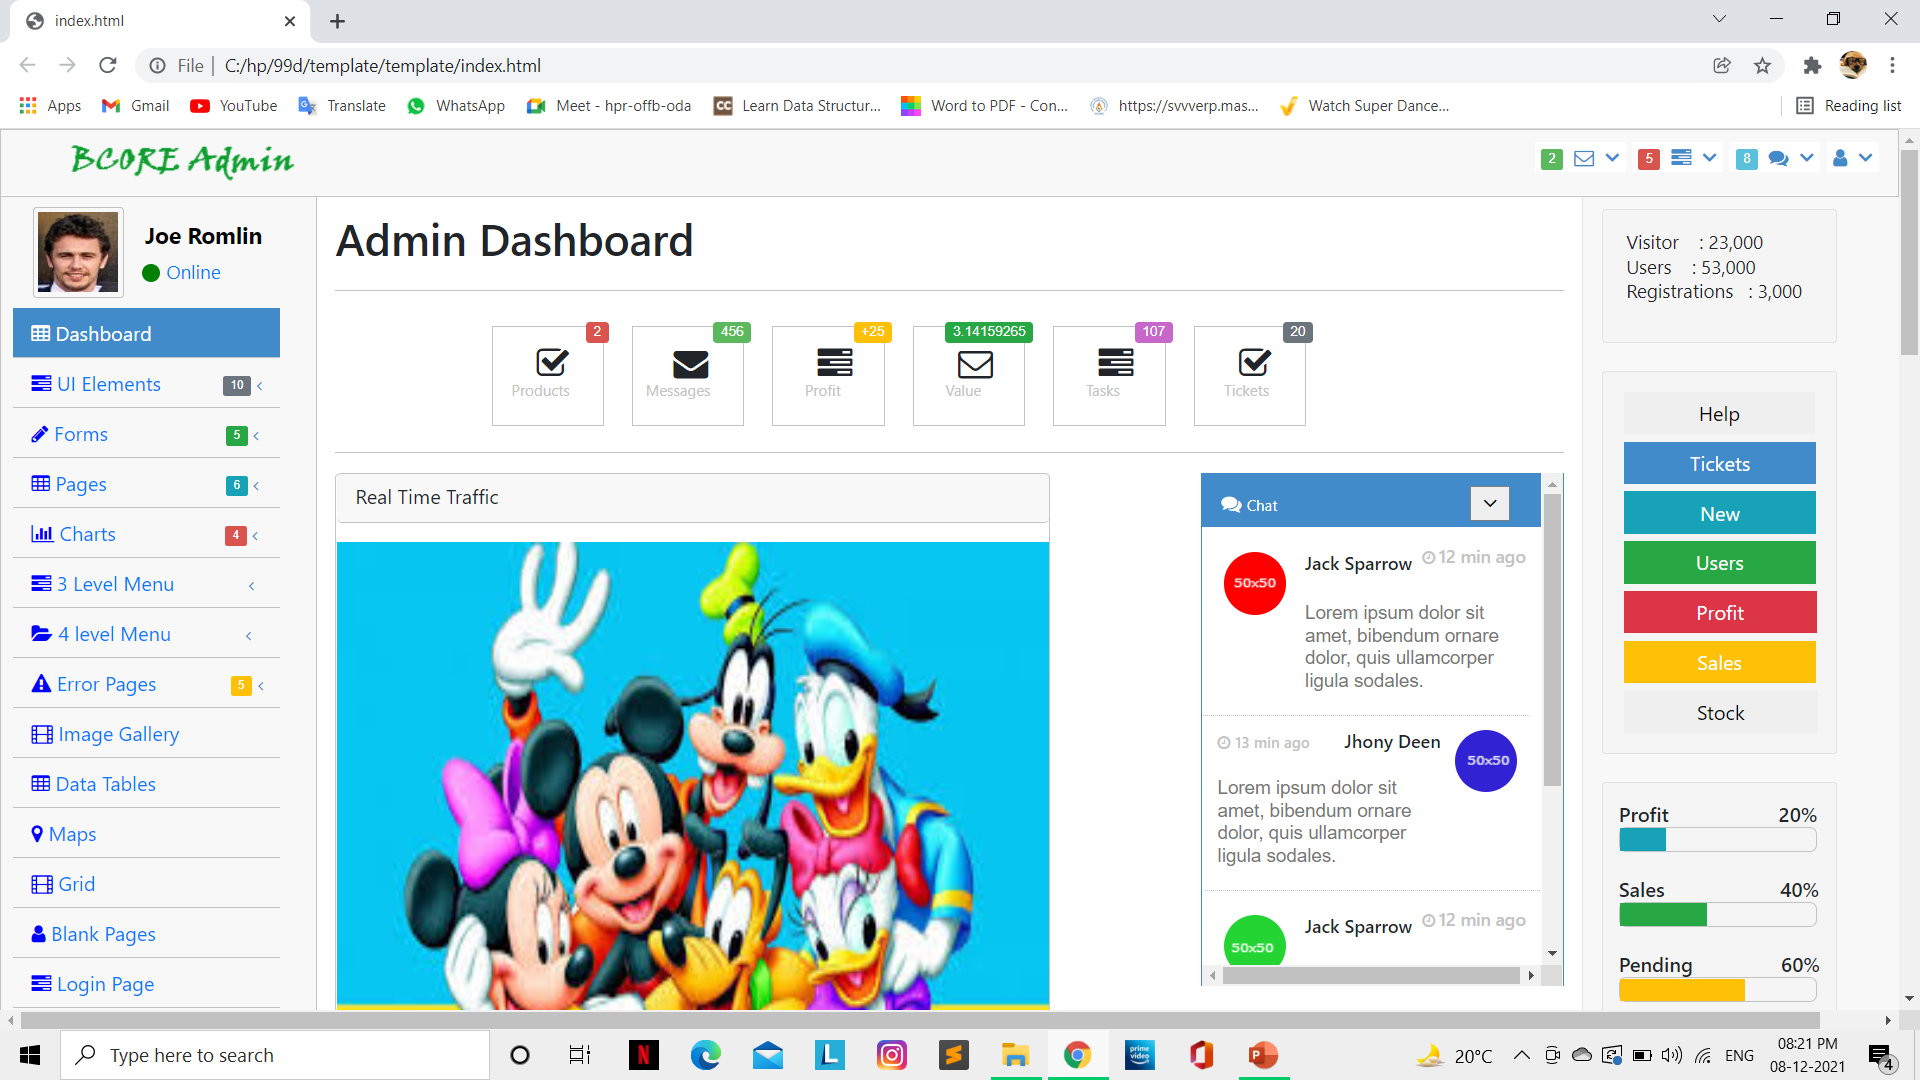 index.html
File | C:/hp/99d/template/template/index.html
Apps Gmail YouTube Translate WhatsApp Meet - hpr-offb-oda Learn Data Structur... Word to PDF - Con... https://svvverp.mas... Watch Super Dance... Reading list
BCORE Admin
2 5 8
Joe Romlin
Online
Dashboard
UI Elements 10
Forms 5
Pages 6
Charts 4
3 Level Menu
4 level Menu
Error Pages 5
Image Gallery
Data Tables
Maps
Grid
Blank Pages
Login Page
Admin Dashboard
2 456 +25 3.14159265 107 20
Products Messages Profit Value Tasks Tickets
Real Time Traffic
Chat
50x50 Jack Sparrow 12 min ago
Lorem ipsum dolor sit
amet, bibendum ornare
dolor, quis ullamcorper
ligula sodales.
13 min ago Jhony Deen 50x50
Lorem ipsum dolor sit
amet, bibendum ornare
dolor, quis ullamcorper
ligula sodales.
50x50 Jack Sparrow 12 min ago
Visitor : 23,000
Users : 53,000
Registrations : 3,000
Help
Tickets
New
Users
Profit
Sales
Stock
Profit 20%
Sales 40%
Pending 60%
Type here to search
N L S prime video P
20°C ENG 08:21 PM
08-12-2021 4